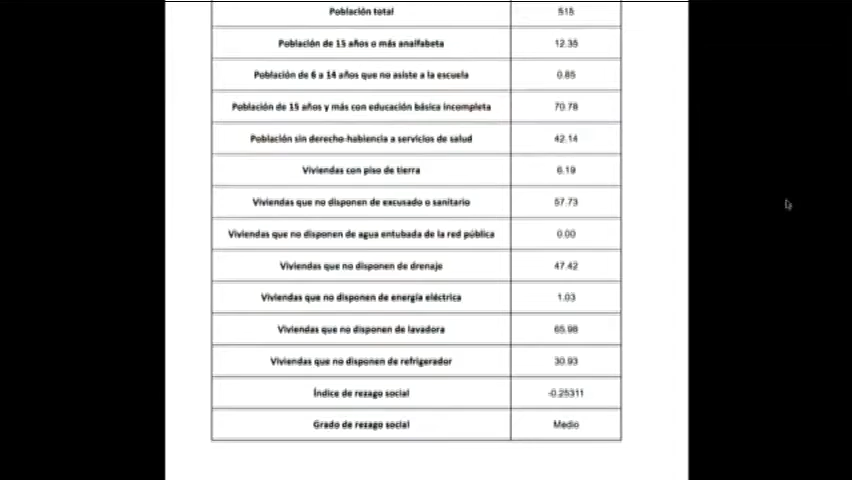 Población total 515
Población de 15 años o más analfabeta 12.35
Población de 6 a 14 años que no asiste a la escuela 0.85
Población de 15 años y más con educación básica incompleta 70.78
Población sin derecho-habiencia a servicios de salud 42.14
Viviendas con piso de tierra 6.19
Viviendas que no disponen de excusado o sanitario 57.73
Viviendas que no disponen de agua entubada de la red pública 0.00
Viviendas que no disponen de drenaje 47.42
Viviendas que no disponen de energía eléctrica 1.03
Viviendas que no disponen de lavadora 65.98
Viviendas que no disponen de refrigerador 30.93
Índice de rezago social -0.25311
Grado de rezago social Medio